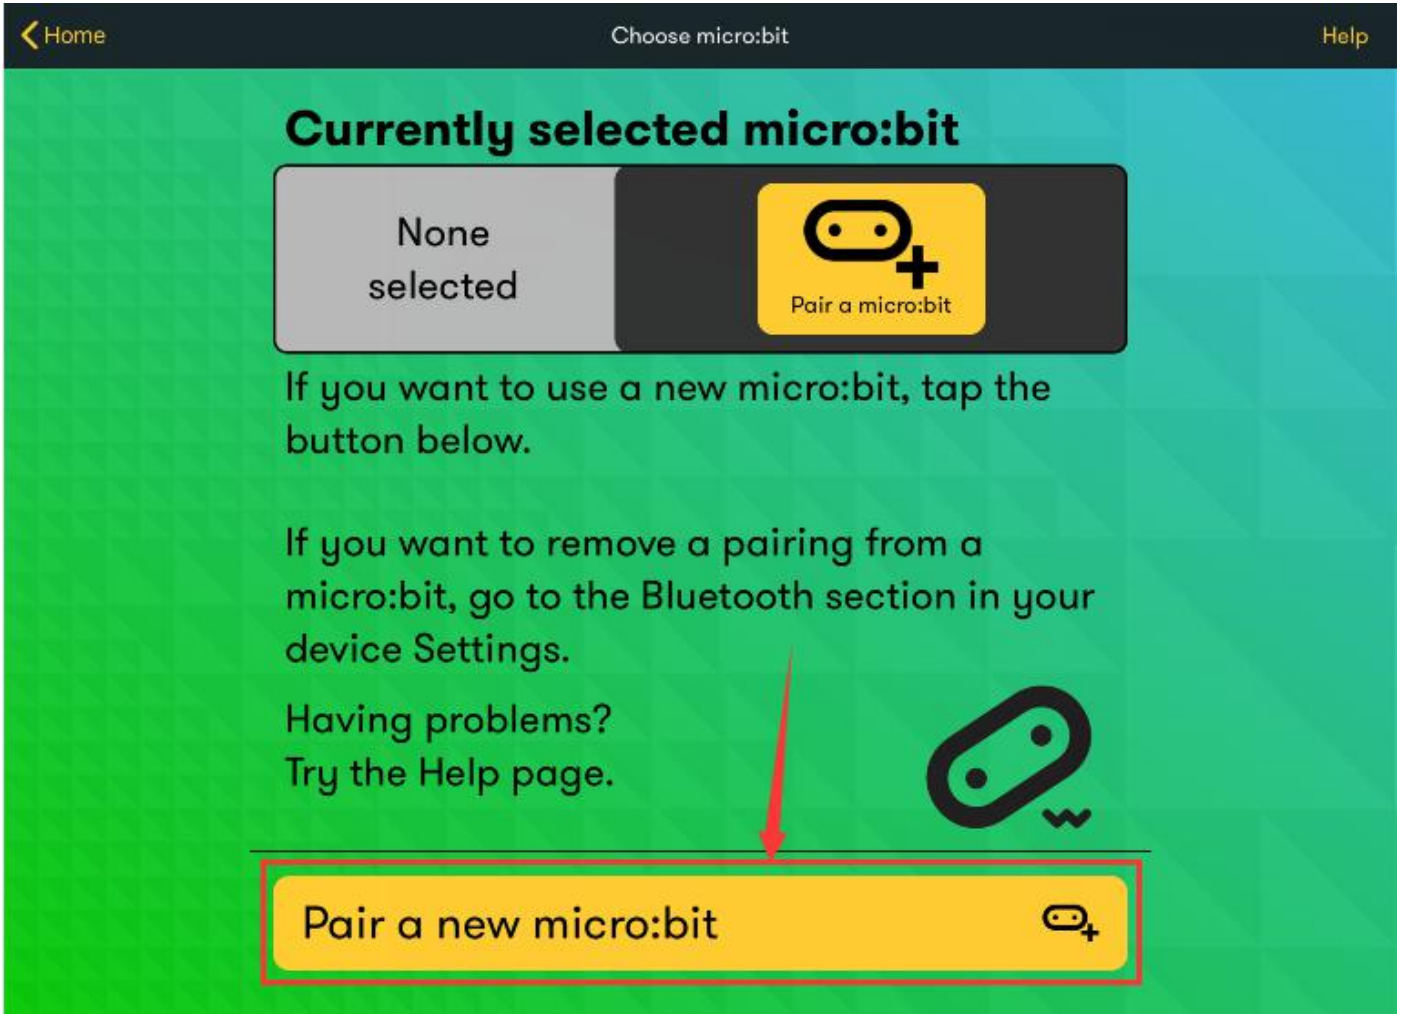 Home
Choose micro:bit
Help
Currently selected micro:bit
None
selected
Pair a micro:bit
If you want to use a new micro:bit, tap the
button below.
If you want to remove a pairing from a
micro:bit, go to the Bluetooth section in your
device Settings.
Having problems?
Try the Help page.
Pair a new micro:bit